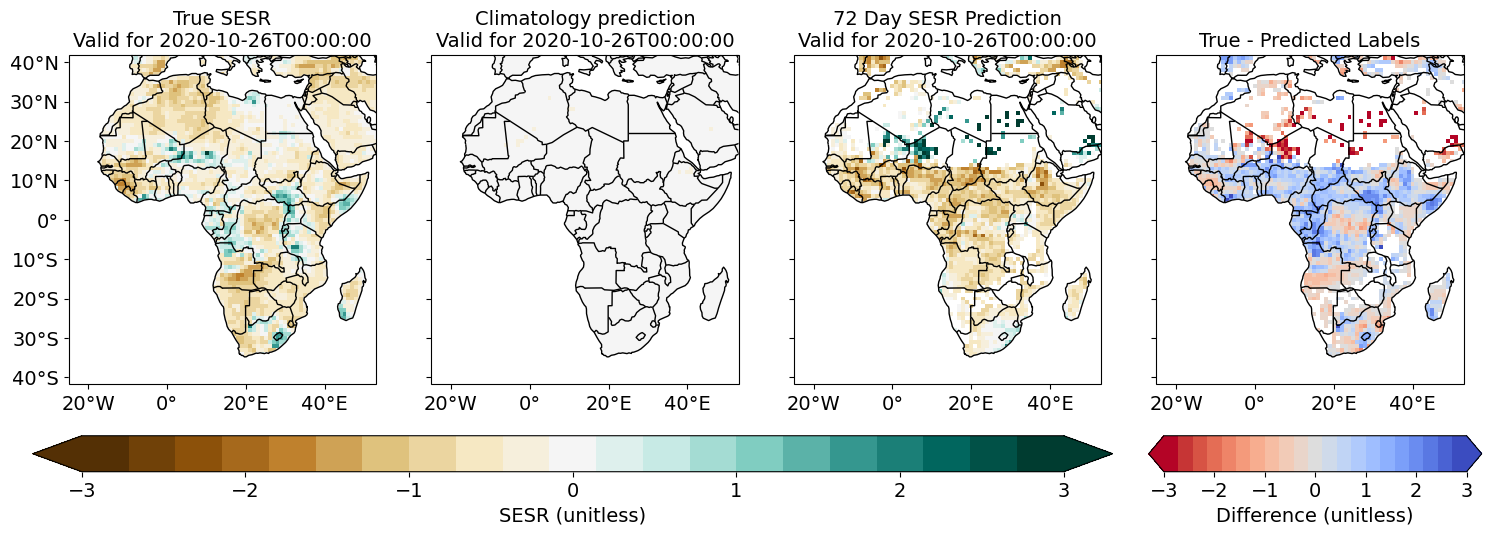 True SESR
Valid for 2020-10-26T00:00:00
Climatology prediction
Valid for 2020-10-26T00:00:00
72 Day SESR Prediction
Valid for 2020-10-26T00:00:00
True - Predicted Labels
40°N
30°N
20°N
10°N
0°
10°S
20°S
30°S
40°S
20°W 0° 20°E 40°E
20°W 0° 20°E 40°E
20°W 0° 20°E 40°E
20°W 0° 20°E 40°E
−3 −2 −1 0 1 2 3
SESR (unitless)
−3 −2 −1 0 1 2 3
Difference (unitless)